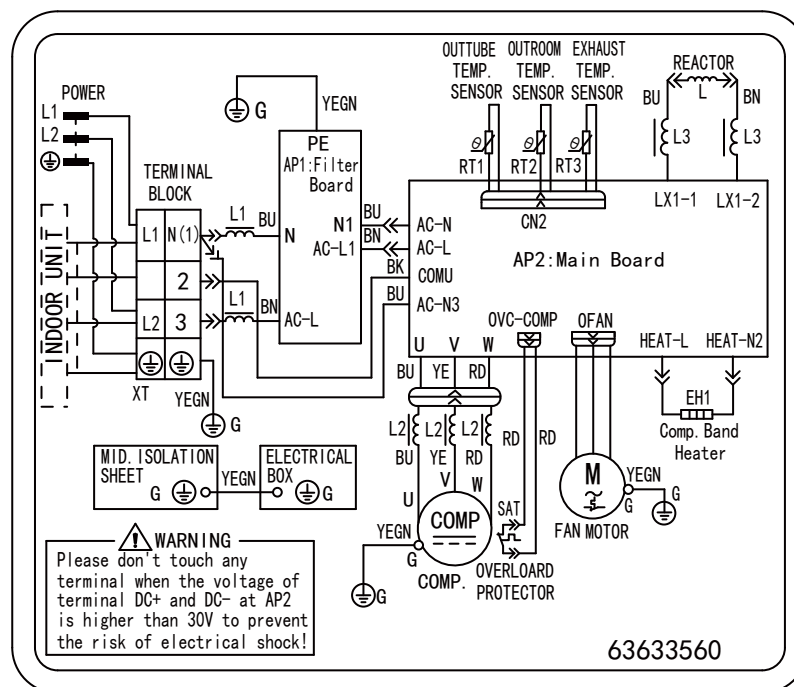 OUTTUBE TEMP. SENSOR
OUTROOM TEMP. SENSOR
EXHAUST TEMP. SENSOR
REACTOR
L
BU
BN
L3
L3
LX1-1
LX1-2
RT1
RT2
RT3
CN2
POWER
L1
L2
G
YEGN
PE
AP1:Filter Board
TERMINAL BLOCK
INDOOR UNIT
L1
N(1)
2
L2
3
XT
YEGN
G
L1
BU
N
L1
BN
AC-L
N1
AC-L1
BU
BN
BK
BU
AC-N
AC-L
COMU
AC-N3
AP2:Main Board
U
V
W
OVC-COMP
OFAN
HEAT-L
HEAT-N2
BU
YE
RD
L2
L2
L2
BU
YE
RD
RD
RD
U
V
W
EH1
Comp. Band Heater
MID. ISOLATION SHEET
G
YEGN
ELECTRICAL BOX
G
YEGN
G
G
COMP
COMP.
SAT
OVERLOARD PROTECTOR
M
FAN MOTOR
YEGN
G
G
WARNING
Please don't touch any
terminal when the voltage of
terminal DC+ and DC- at AP2
is higher than 30V to prevent
the risk of electrical shock!
63633560